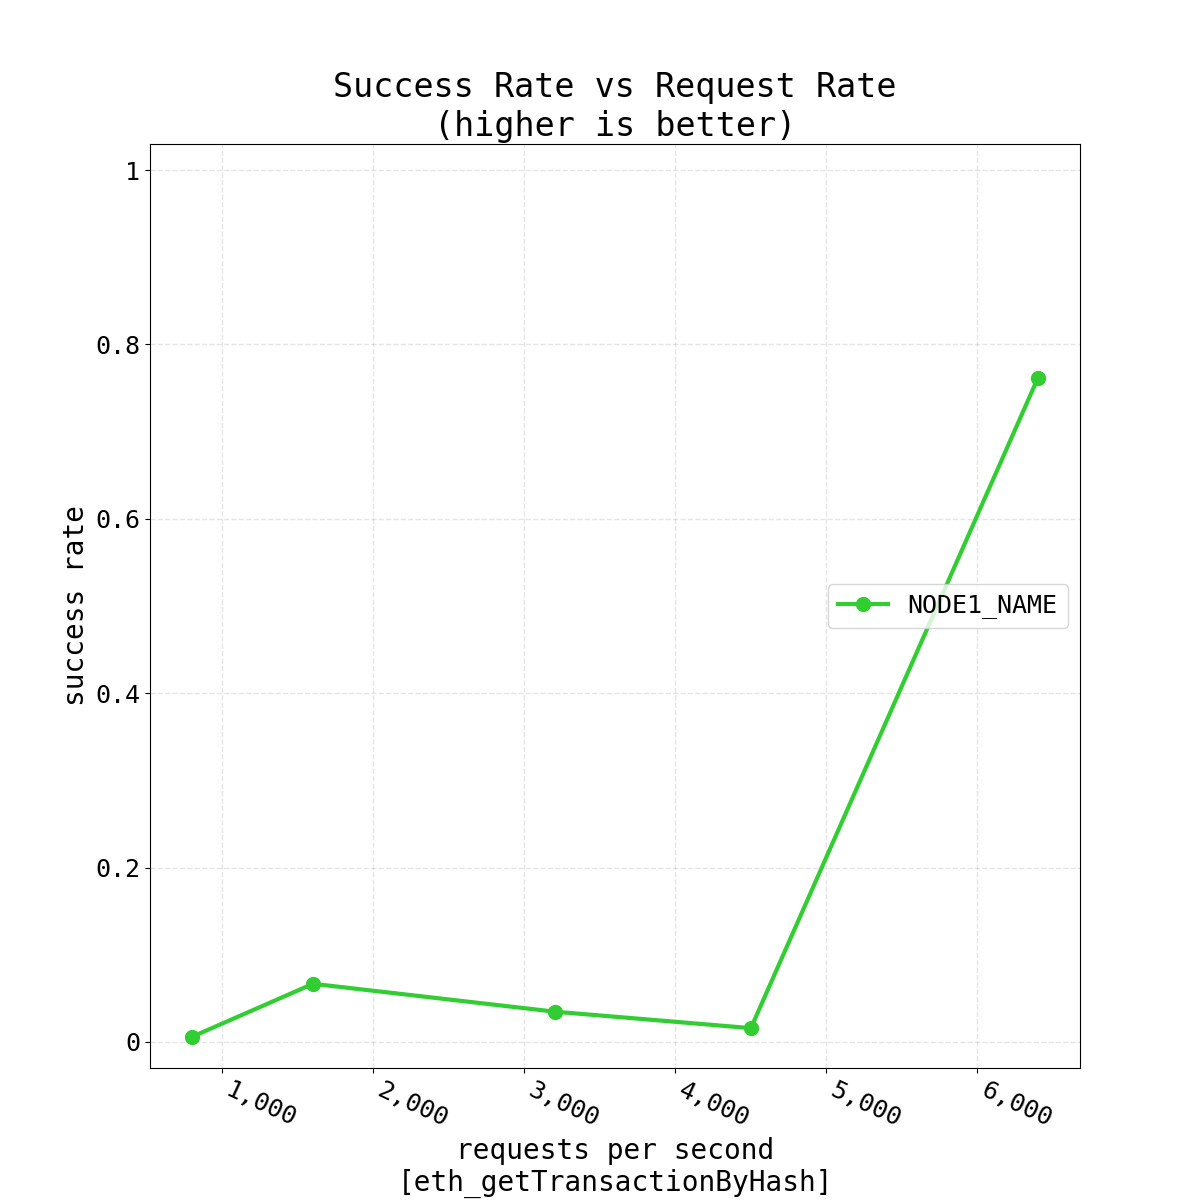 Success Rate vs Request Rate
(higher is better)
1
0.8
0.6
0.4
0.2
0
success rate
NODE1_NAME
1,000
2,000
3,000
4,000
5,000
6,000
requests per second
[eth_getTransactionByHash]